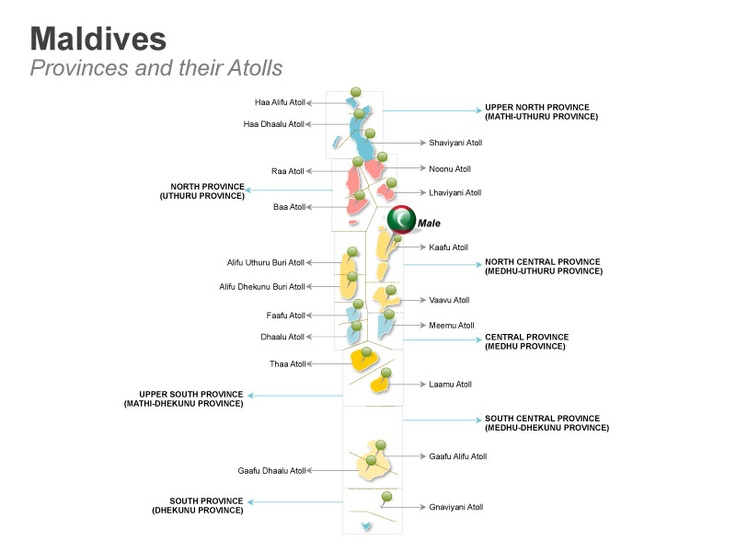 Maldives
Provinces and their Atolls
Haa Alifu Atoll
UPPER NORTH PROVINCE
(MATHI-UTHURU PROVINCE)
Haa Dhaalu Atoll
Shaviyani Atoll
Raa Atoll
Noonu Atoll
NORTH PROVINCE
(UTHURU PROVINCE)
Lhaviyani Atoll
Baa Atoll
Male
Kaafu Atoll
Alifu Uthuru Buri Atoll
NORTH CENTRAL PROVINCE
(MEDHU-UTHURU PROVINCE)
Alifu Dhekunu Buri Atoll
Vaavu Atoll
Faafu Atoll
Meemu Atoll
Dhaalu Atoll
CENTRAL PROVINCE
(MEDHU PROVINCE)
Thaa Atoll
Laamu Atoll
UPPER SOUTH PROVINCE
(MATHI-DHEKUNU PROVINCE)
SOUTH CENTRAL PROVINCE
(MEDHU-DHEKUNU PROVINCE)
Gaafu Alifu Atoll
Gaafu Dhaalu Atoll
SOUTH PROVINCE
(DHEKUNU PROVINCE)
Gnaviyani Atoll